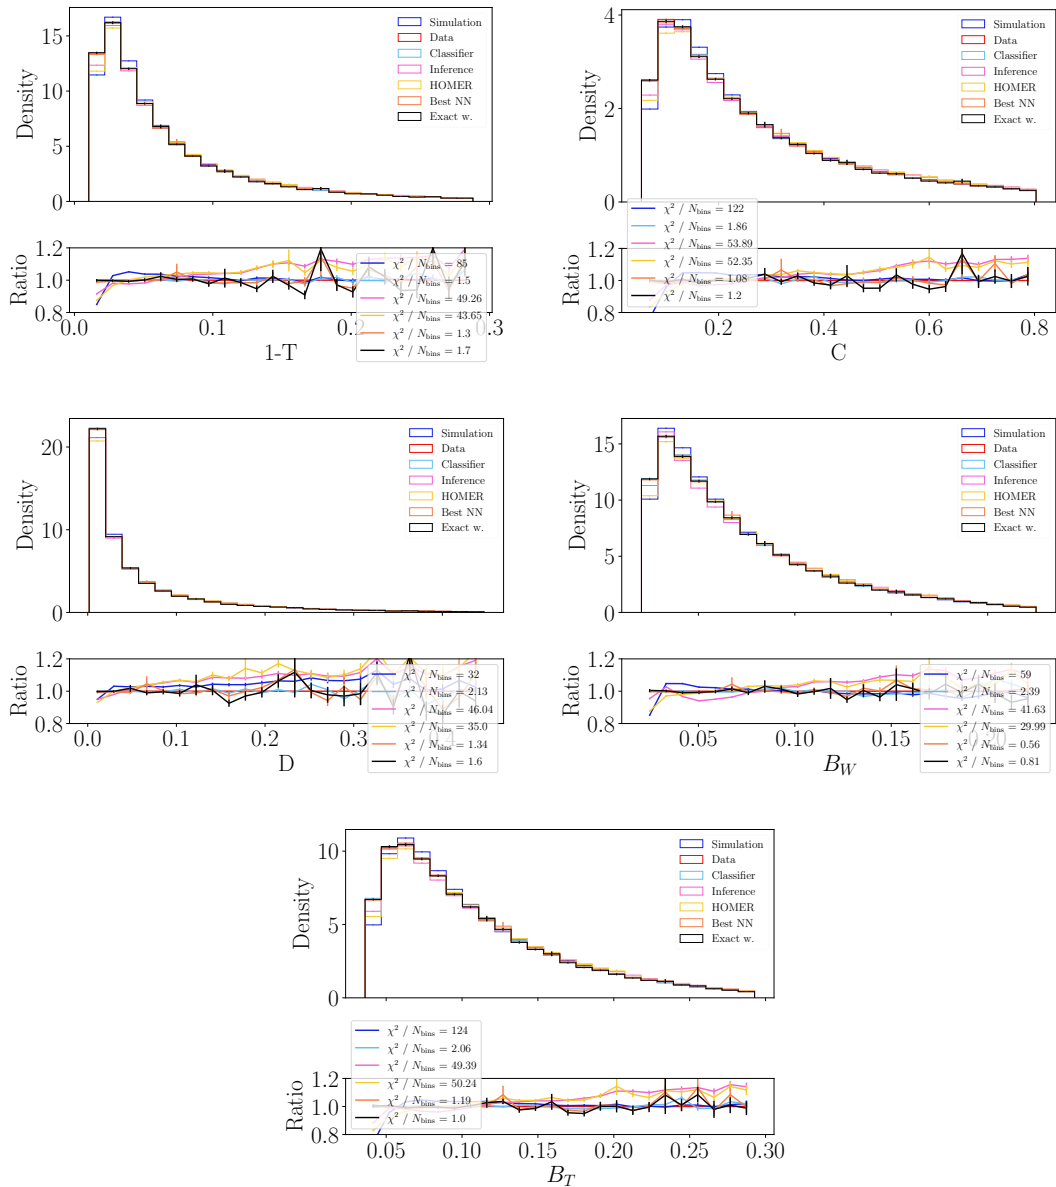 Density
15
10
5
0
Simulation
Data
Classifier
Inference
HOMER
Best NN
Exact w.
Ratio
1.2
1.0
0.8
χ² / N_bins = 85
χ² / N_bins = 1.5
χ² / N_bins = 49.26
χ² / N_bins = 43.65
χ² / N_bins = 1.3
χ² / N_bins = 1.7
0.0 0.1 0.2 0.3
1-T
Density
4
2
0
Simulation
Data
Classifier
Inference
HOMER
Best NN
Exact w.
Ratio
1.2
1.0
0.8
χ² / N_bins = 122
χ² / N_bins = 1.86
χ² / N_bins = 53.89
χ² / N_bins = 52.35
χ² / N_bins = 1.08
χ² / N_bins = 1.2
0.2 0.4 0.6 0.8
C
Density
20
10
0
Simulation
Data
Classifier
Inference
HOMER
Best NN
Exact w.
Ratio
1.2
1.0
0.8
χ² / N_bins = 32
χ² / N_bins = 2.13
χ² / N_bins = 46.04
χ² / N_bins = 35.0
χ² / N_bins = 1.34
χ² / N_bins = 1.6
0.0 0.1 0.2 0.3 0.4
D
Density
15
10
5
0
Simulation
Data
Classifier
Inference
HOMER
Best NN
Exact w.
Ratio
1.2
1.0
0.8
χ² / N_bins = 59
χ² / N_bins = 2.39
χ² / N_bins = 41.63
χ² / N_bins = 29.99
χ² / N_bins = 0.56
χ² / N_bins = 0.81
0.05 0.10 0.15 0.20
B_W
Density
10
5
0
Simulation
Data
Classifier
Inference
HOMER
Best NN
Exact w.
Ratio
1.2
1.0
0.8
χ² / N_bins = 124
χ² / N_bins = 2.06
χ² / N_bins = 49.39
χ² / N_bins = 50.24
χ² / N_bins = 1.19
χ² / N_bins = 1.0
0.05 0.10 0.15 0.20 0.25 0.30
B_T